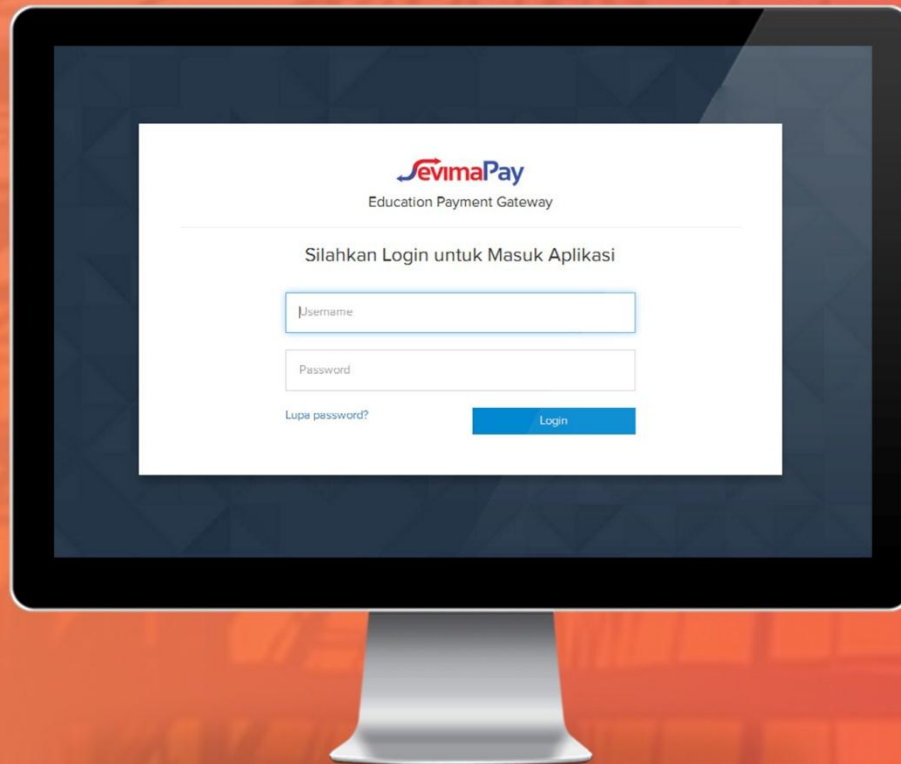 SevimaPay
Education Payment Gateway
Silahkan Login untuk Masuk Aplikasi
Username
Password
Lupa password?
Login